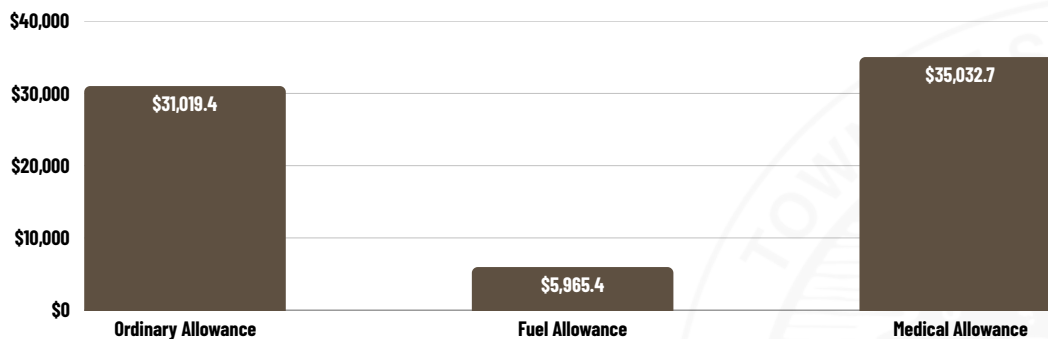 $40,000
$30,000
$20,000
$10,000
$0
$31,019.4
$5,965.4
$35,032.7
Ordinary Allowance
Fuel Allowance
Medical Allowance
TOWN
S